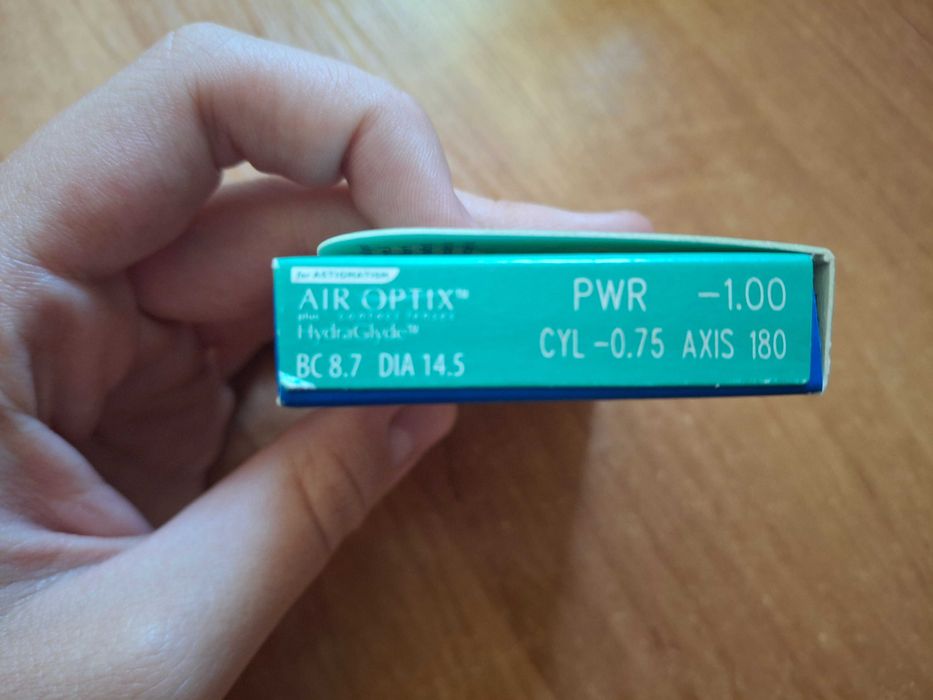 for ASTIGMATISM
AIR OPTIX™
plus
HydraGlyde™
BC 8.7 DIA 14.5
PWR -1.00
CYL -0.75 AXIS 180